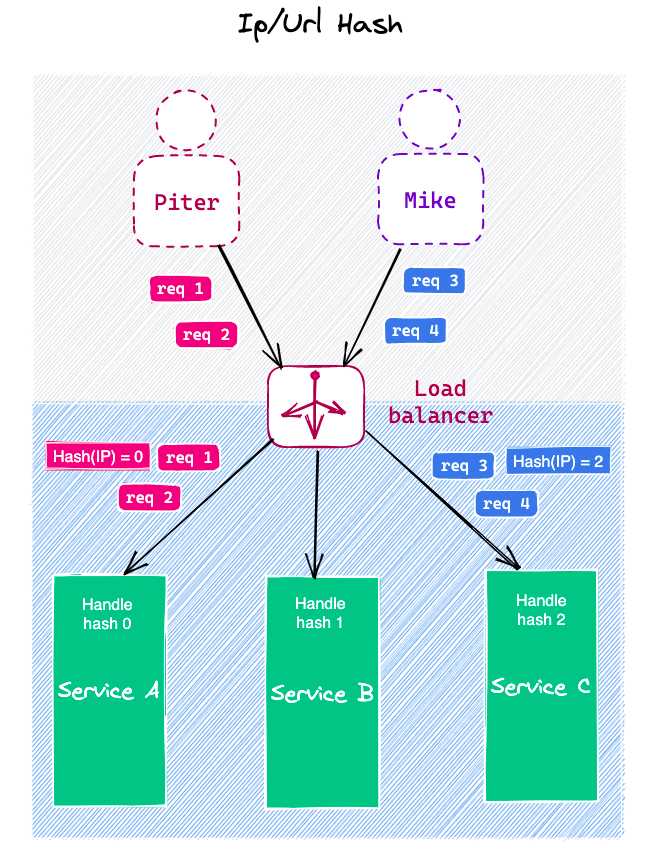 Ip/Url Hash
Piter
Mike
req 1
req 3
req 2
req 4
Load
balancer
Hash(IP) = 0
req 1
req 3
Hash(IP) = 2
req 2
req 4
Handle
hash 0
Service A
Handle
hash 1
Service B
Handle
hash 2
Service C